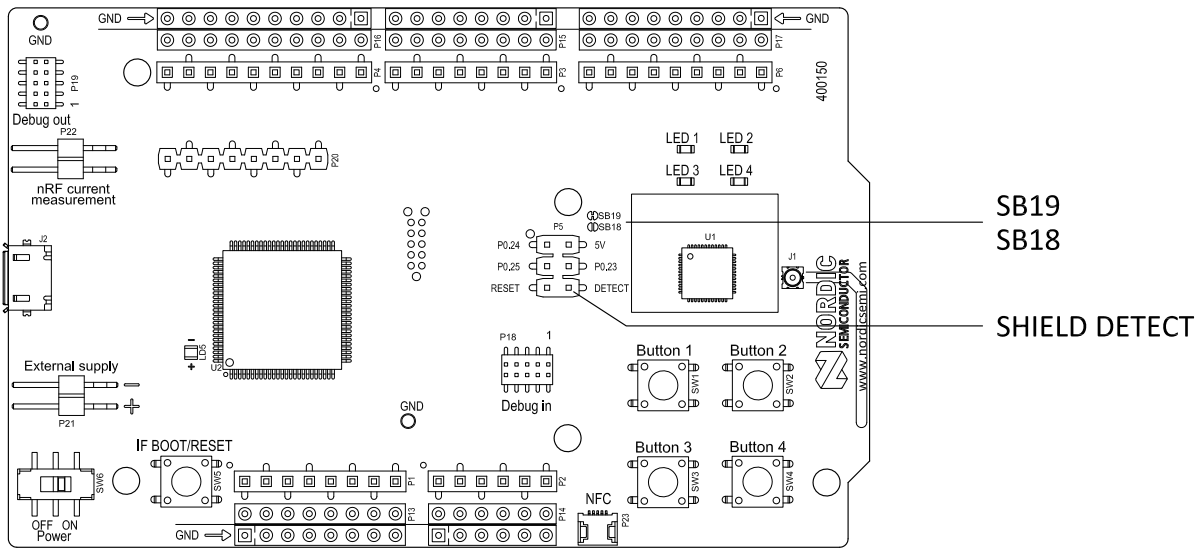 GND
GND
GND
P16
P15
P17
P19
1
P4
P3
P6
400150
Debug out
P22
P20
LED 1
LED 2
LED 3
LED 4
nRF current
measurement
SB19
SB18
SB19
SB18
P5
U1
P0.24
5V
J2
J1
P0.25
P0.23
RESET
DETECT
NORDIC
SEMICONDUCTOR
www.nordicsemi.com
SHIELD DETECT
-
LD5
+
U2
P18
1
Button 1
Button 2
SW1
SW2
External supply
-
+
P21
Debug in
GND
IF BOOT/RESET
Button 3
Button 4
SW6
SW5
P1
P2
SW3
SW4
NFC
P13
P14
P23
OFF
ON
Power
GND